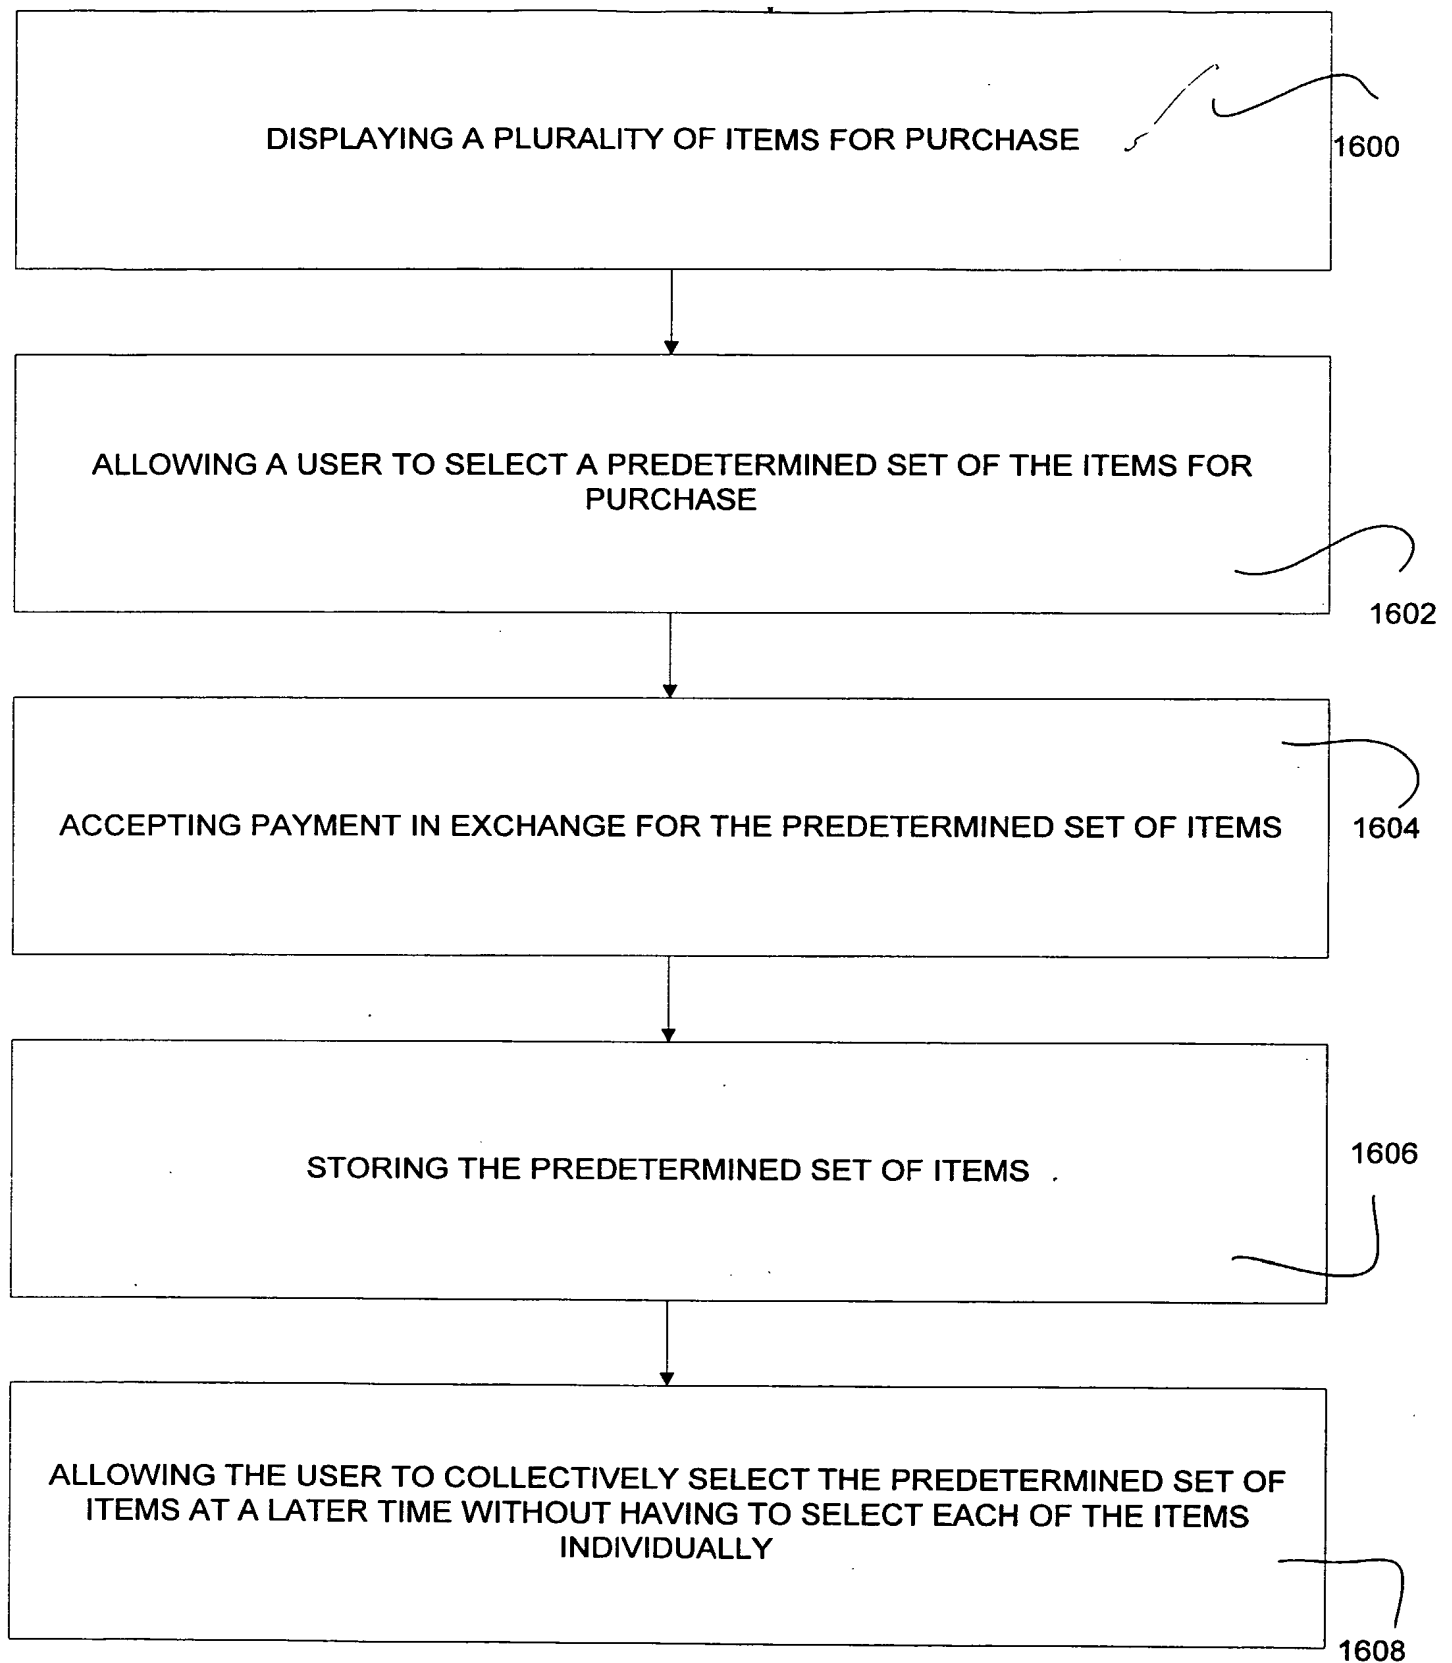 DISPLAYING A PLURALITY OF ITEMS FOR PURCHASE
1600
ALLOWING A USER TO SELECT A PREDETERMINED SET OF THE ITEMS FOR
PURCHASE
1602
ACCEPTING PAYMENT IN EXCHANGE FOR THE PREDETERMINED SET OF ITEMS
1604
STORING THE PREDETERMINED SET OF ITEMS
1606
ALLOWING THE USER TO COLLECTIVELY SELECT THE PREDETERMINED SET OF
ITEMS AT A LATER TIME WITHOUT HAVING TO SELECT EACH OF THE ITEMS
INDIVIDUALLY
1608